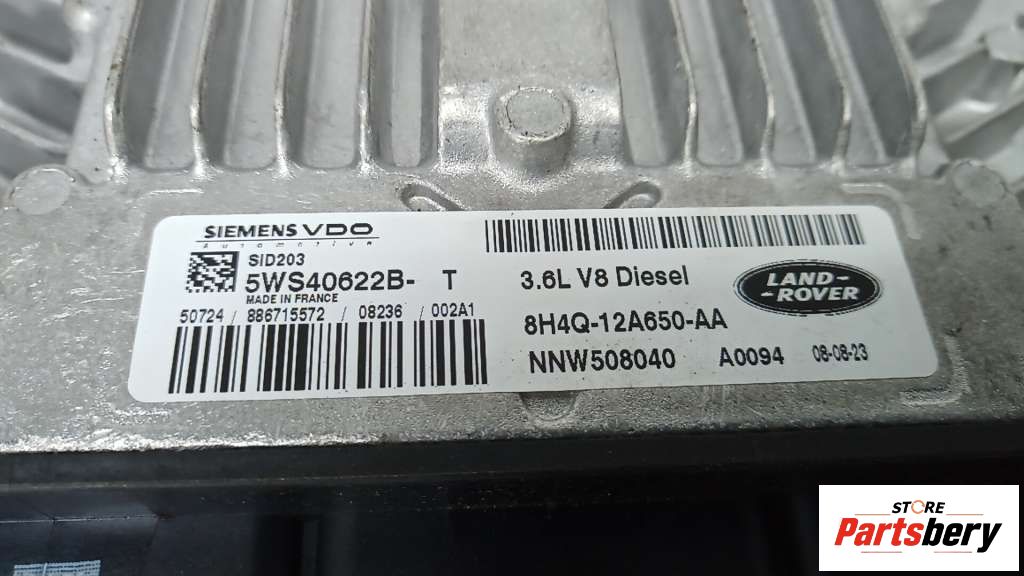 SIEMENS VDO
Automotive
SID203
5WS40622B- T
MADE IN FRANCE
50724 / 886715572 / 08236 / 002A1
3.6L V8 Diesel
LAND-
-ROVER
8H4Q-12A650-AA
NNW508040 A0094 08-08-23
STORE
Partsbery